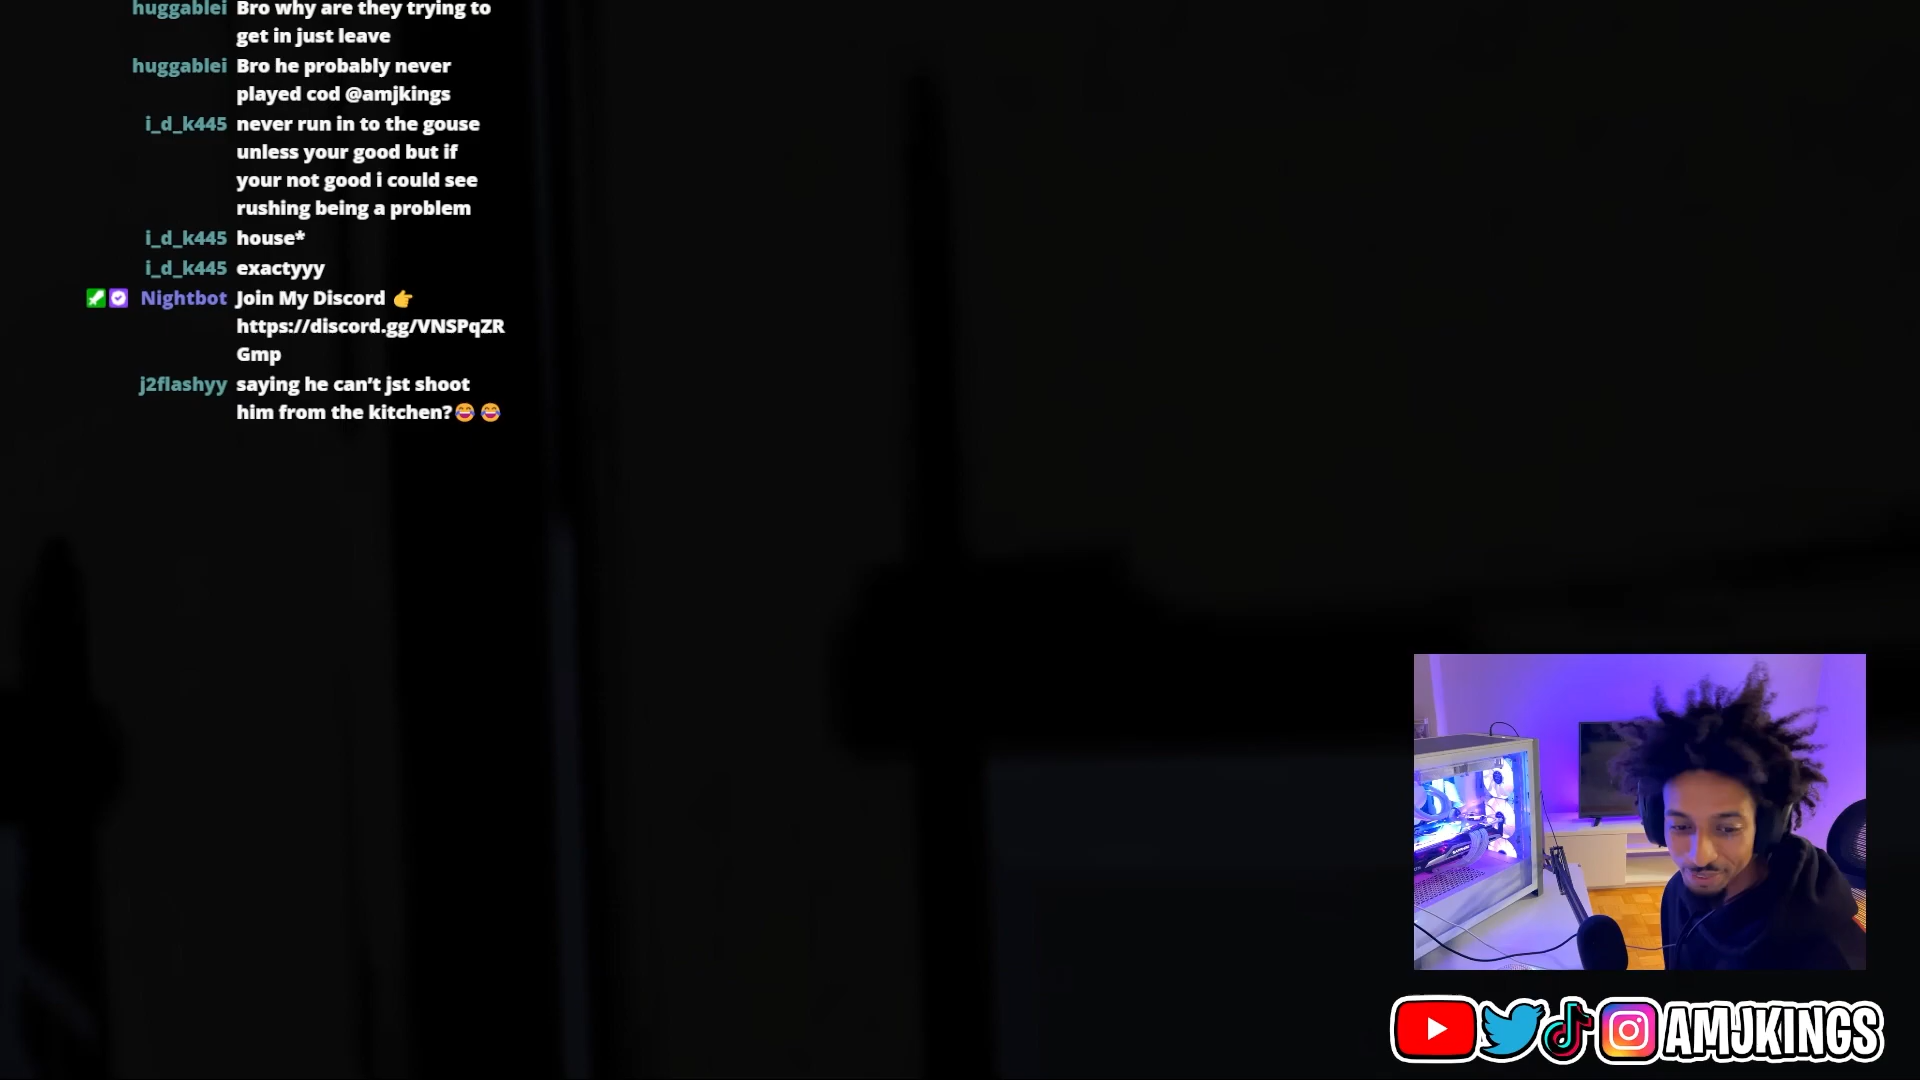 huggablei Bro why are they trying to
get in just leave
huggablei Bro he probably never
played cod @amjkings
i_d_k445 never run in to the gouse
unless your good but if
your not good i could see
rushing being a problem
i_d_k445 house*
i_d_k445 exactyyy
Nightbot Join My Discord 👉
https://discord.gg/VNSPqZR
Gmp
j2flashyy saying he can’t jst shoot
him from the kitchen?😂 😂
AMJKINGS